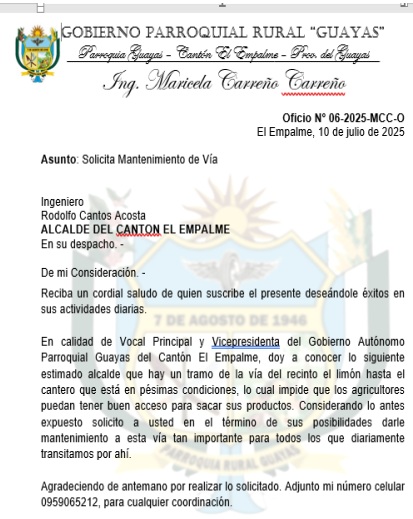 GOBIERNO PARROQUIAL RURAL “GUAYAS”
Parroquia Guayas – Cantón El Empalme – Prov. del Guayas
Ing. Maricela Carreño Carreño
Oficio N° 06-2025-MCC-O
El Empalme, 10 de julio de 2025
Asunto: Solicita Mantenimiento de Vía
Ingeniero
Rodolfo Cantos Acosta
ALCALDE DEL CANTON EL EMPALME
En su despacho. -
De mi Consideración. -
Reciba un cordial saludo de quien suscribe el presente deseándole éxitos en
sus actividades diarias.
7 DE AGOSTO DE 1946
En calidad de Vocal Principal y Vicepresidenta del Gobierno Autónomo
Parroquial Guayas del Cantón El Empalme, doy a conocer lo siguiente
estimado alcalde que hay un tramo de la vía del recinto el limón hasta el
cantero que está en pésimas condiciones, lo cual impide que los agricultores
puedan tener buen acceso para sacar sus productos. Considerando lo antes
expuesto solicito a usted en el término de sus posibilidades darle
mantenimiento a esta vía tan importante para todos los que diariamente
transitamos por ahí.
PARROQUIA RURAL GUAYAS
Agradeciendo de antemano por realizar lo solicitado. Adjunto mi número celular
0959065212, para cualquier coordinación.